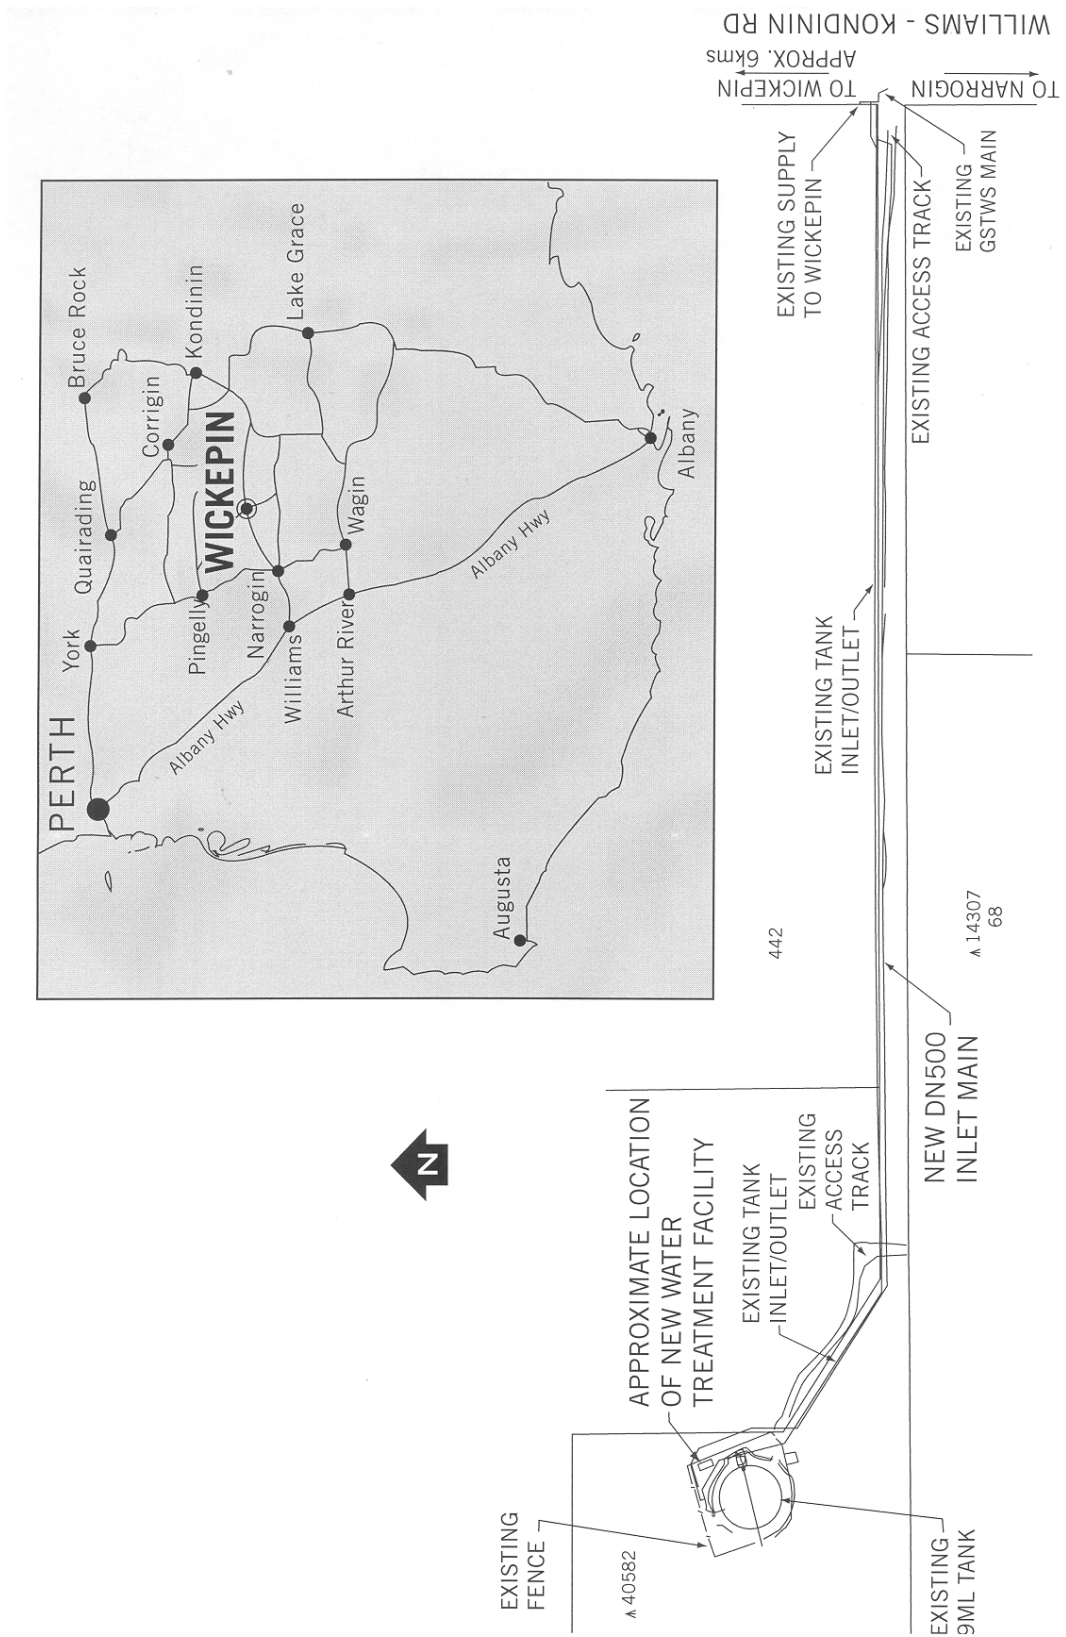 PERTH
York
Quairading
Bruce Rock
Corrigin
Kondinin
Lake Grace
Pingelly
WICKEPIN
Narrogin
Williams
Arthur River
Wagin
Albany Hwy
Albany Hwy
Albany
Augusta
N
EXISTING
FENCE
40582
APPROXIMATE LOCATION
OF NEW WATER
TREATMENT FACILITY
EXISTING TANK
INLET/OUTLET
EXISTING
ACCESS
TRACK
EXISTING
9ML TANK
NEW DN500
INLET MAIN
442
14307
68
EXISTING TANK
INLET/OUTLET
EXISTING SUPPLY
TO WICKEPIN
EXISTING ACCESS TRACK
EXISTING
GSTWS MAIN
TO WICKEPIN
APPROX. 6kms
TO NARROGIN
WILLIAMS - KONDININ RD